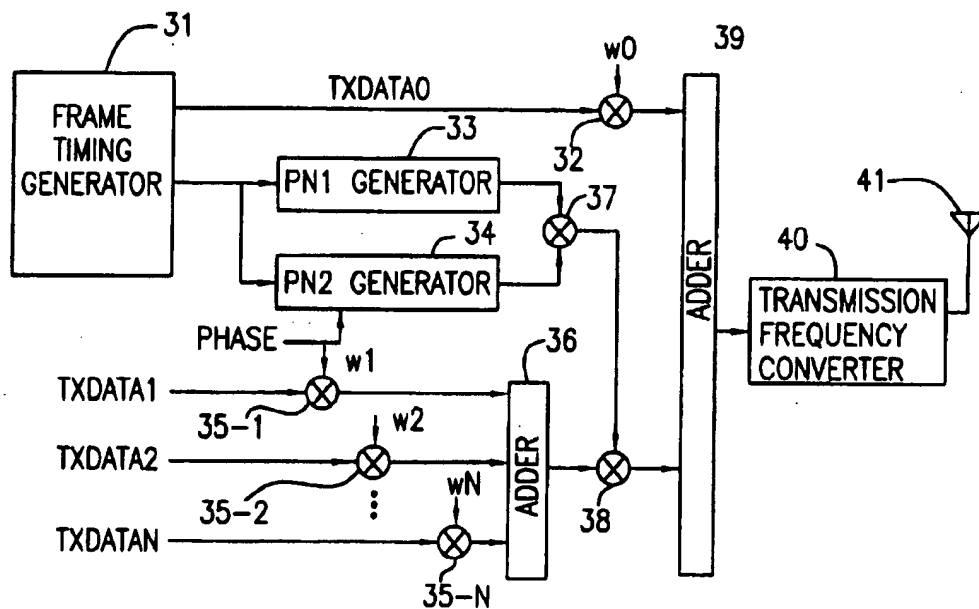 31
FRAME
TIMING
GENERATOR
TXDATA0
w0
32
39
33
PN1 GENERATOR
37
34
PN2 GENERATOR
PHASE
w1
TXDATA1
35-1
36
ADDER
w2
TXDATA2
35-2
wN
TXDATAN
35-N
38
ADDER
40
TRANSMISSION
FREQUENCY
CONVERTER
41